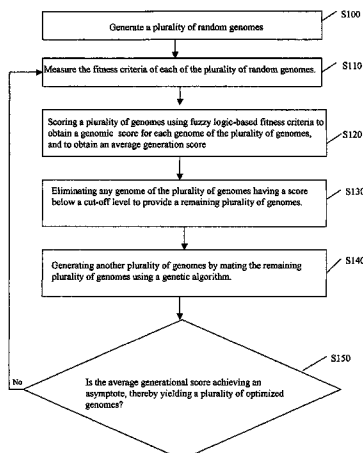 S100
Generate a plurality of random genomes
S110
Measure the fitness criteria of each of the plurality of random genomes.
Scoring a plurality of genomes using fuzzy logic-based fitness criteria to
obtain a genomic score for each genome of the plurality of genomes,
and to obtain an average generation score
S120
Eliminating any genome of the plurality of genomes having a score
below a cut-off level to provide a remaining plurality of genomes.
S130
Generating another plurality of genomes by mating the remaining
plurality of genomes using a genetic algorithm.
S140
S150
No
Is the average generational score achieving an
asymptote, thereby yielding a plurality of optimized
genomes?